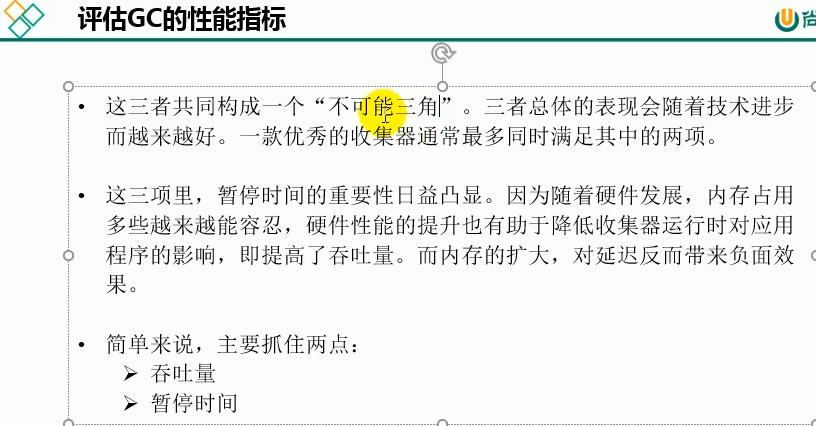 评估GC的性能指标
尚
• 这三者共同构成一个“不可能三角”。三者总体的表现会随着技术进步
而越来越好。一款优秀的收集器通常最多同时满足其中的两项。
• 这三项里，暂停时间的重要性日益凸显。因为随着硬件发展，内存占用
多些越来越能容忍，硬件性能的提升也有助于降低收集器运行时对应用
程序的影响，即提高了吞吐量。而内存的扩大，对延迟反而带来负面效
果。
• 简单来说，主要抓住两点：
➢ 吞吐量
➢ 暂停时间